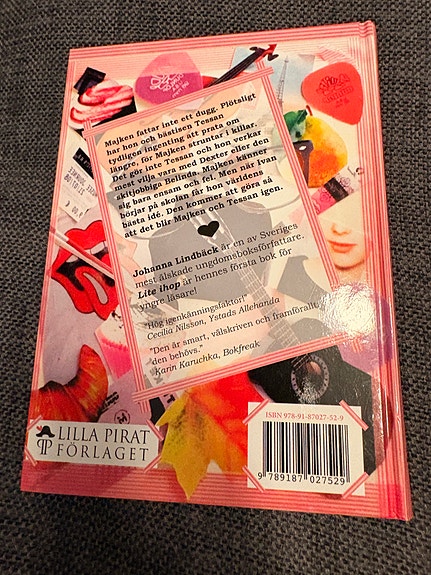 Majken fattar inte ett dugg. Plötsligt
har hon och bästisen Tessan
tydligen ingenting att prata om
längre, för Majken struntar i killar.
Det gör inte Tessan och hon verkar
mest vilja vara med Dexter eller den
skitjobbiga Belinda. Majken känner
sig bara ensam och fel. Men när Ivan
börjar på skolan får hon världens
bästa idé. Den kommer att göra så
att det blir Majken och Tessan igen.
Johanna Lindbäck är en av Sveriges
mest älskade ungdomsboksförfattare.
Lite ihop är hennes första bok för
yngre läsare!
"Hög igenkänningsfaktor!"
Cecilia Nilsson, Ystads Allehanda
"Den är smart, välskriven och framförallt,
den behövs."
Karin Karuchka, Bokfreak
LILLA PIRAT
FÖRLAGET
ISBN 978-91-87027-52-9
9 789187 027529